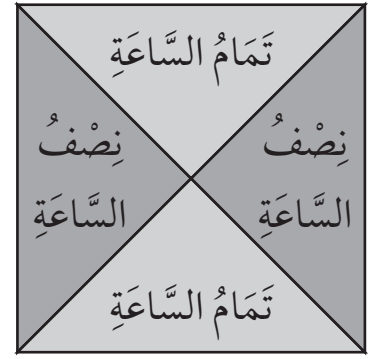 تَمَامُ السَّاعَةِ
نِصْفُ
السَّاعَةِ
نِصْفُ
السَّاعَةِ
تَمَامُ السَّاعَةِ